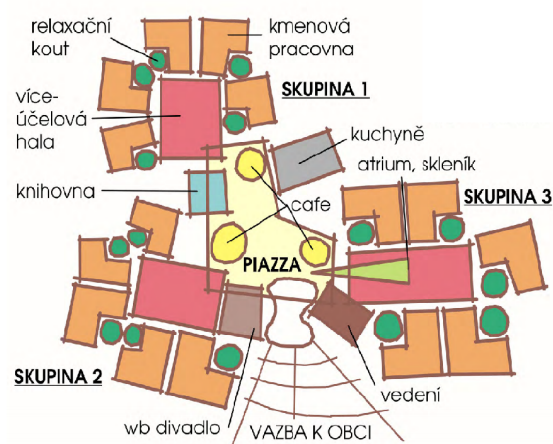 relaxační
kout
kmenová
pracovna
SKUPINA 1
více-
účelová
hala
kuchyně
atrium, skleník
knihovna
cafe
SKUPINA 3
PIAZZA
SKUPINA 2
vedení
wb divadlo
VAZBA K OBCI